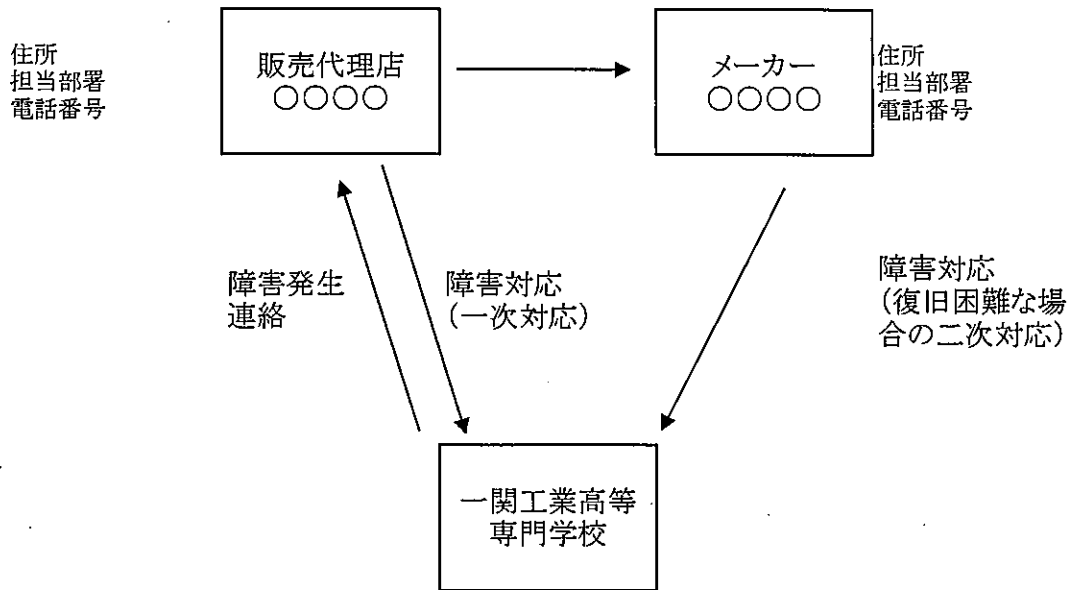 住所
担当部署
電話番号
販売代理店
○○○○
メーカー
○○○○
住所
担当部署
電話番号
障害発生
連絡
障害対応
(一次対応)
障害対応
(復旧困難な場
合の二次対応)
一関工業高等
専門学校